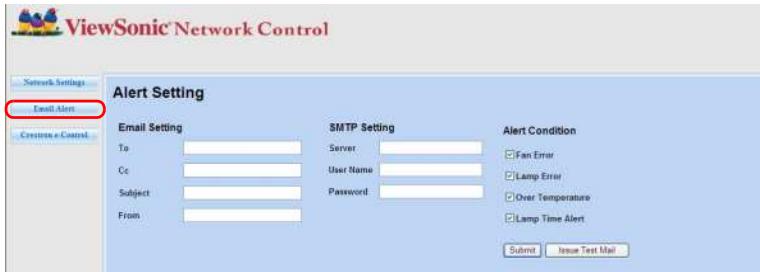 ViewSonic® Network Control
Network Settings
Email Alert
Crestron e-Control
Alert Setting
Email Setting
To
Cc
Subject
From
SMTP Setting
Server
User Name
Password
Alert Condition
Fan Error
Lamp Error
Over Temperature
Lamp Time Alert
Submit
Issue Test Mail